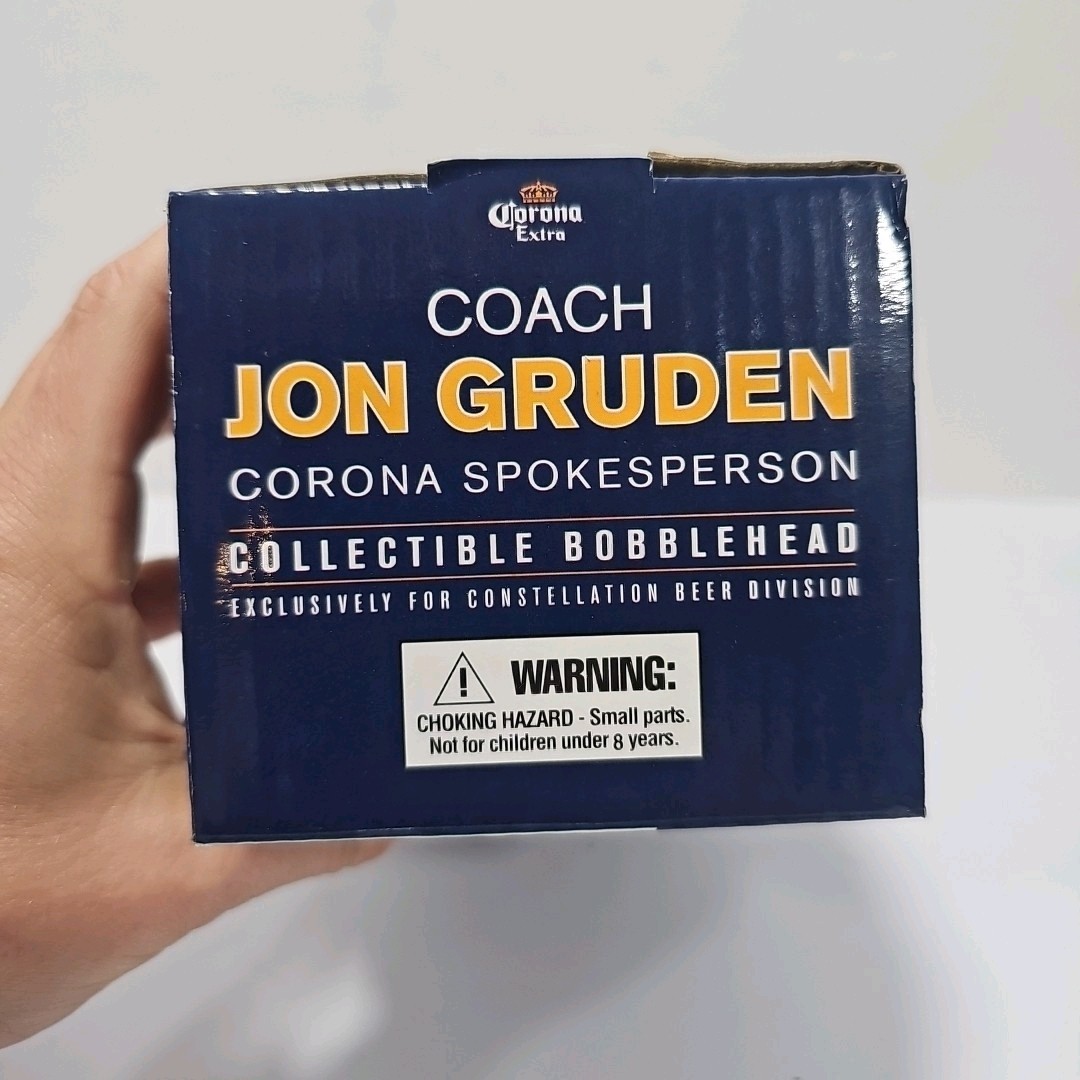 Corona
Extra
COACH
JON GRUDEN
CORONA SPOKESPERSON
COLLECTIBLE BOBBLEHEAD
EXCLUSIVELY FOR CONSTELLATION BEER DIVISION
! WARNING:
CHOKING HAZARD - Small parts.
Not for children under 8 years.